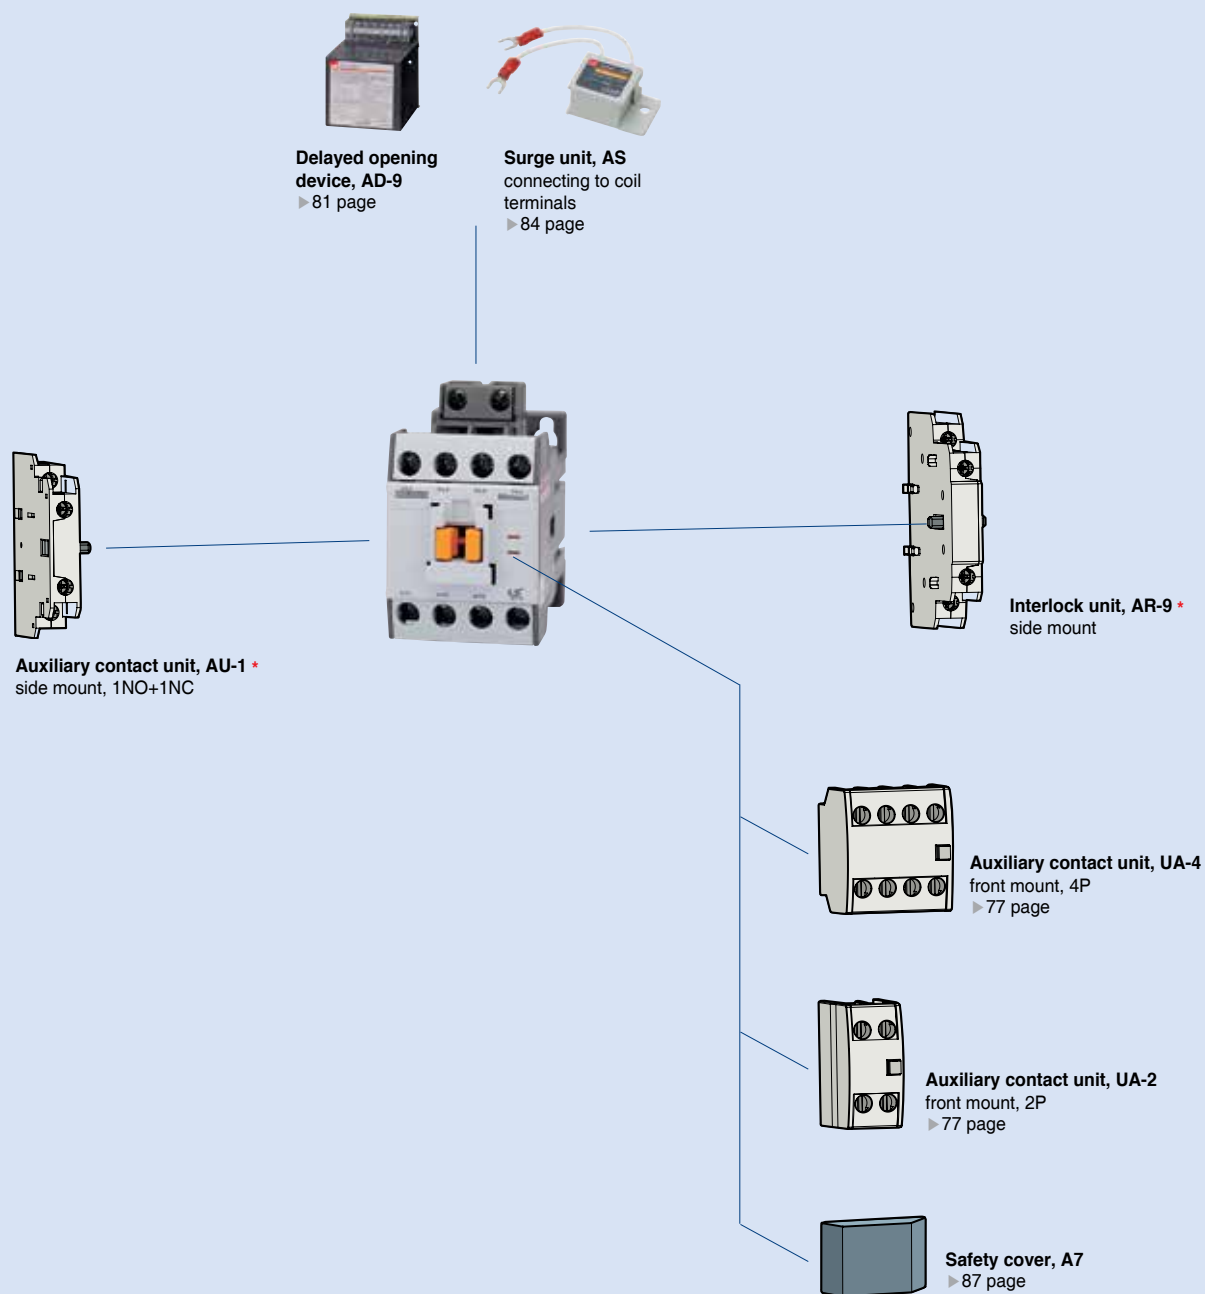 Delayed opening
device, AD-9
▶81 page
Surge unit, AS
connecting to coil
terminals
▶84 page
Auxiliary contact unit, AU-1 *
side mount, 1NO+1NC
Interlock unit, AR-9 *
side mount
Auxiliary contact unit, UA-4
front mount, 4P
▶77 page
Auxiliary contact unit, UA-2
front mount, 2P
▶77 page
Safety cover, A7
▶87 page